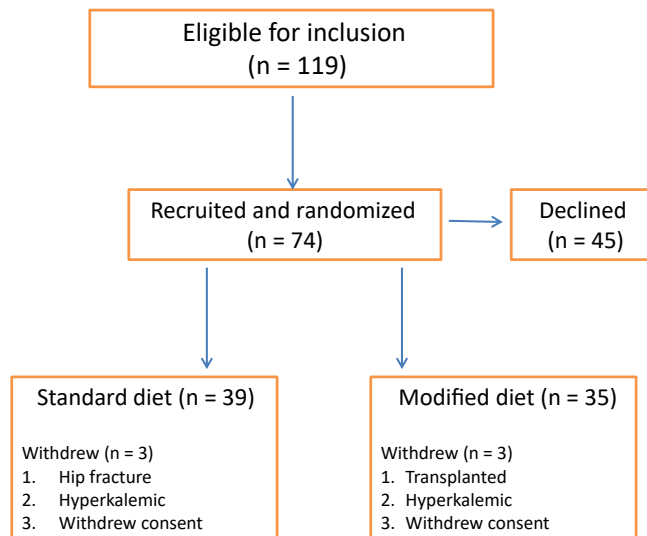 Eligible for inclusion
(n = 119)
Recruited and randomized
(n = 74)
Declined
(n = 45)
Standard diet (n = 39)
Withdrew (n = 3)
1. Hip fracture
2. Hyperkalemic
3. Withdrew consent
Modified diet (n = 35)
Withdrew (n = 3)
1. Transplanted
2. Hyperkalemic
3. Withdrew consent